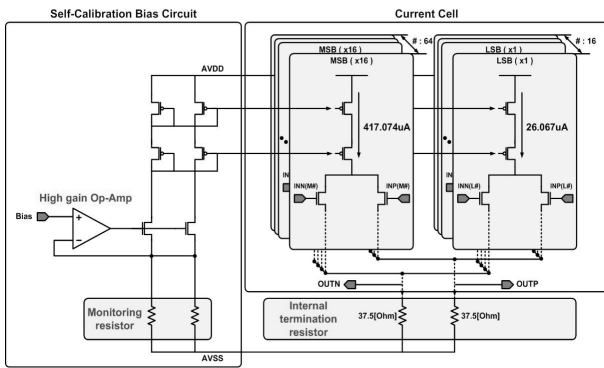 Self-Calibration Bias Circuit
Current Cell
# : 64
# : 16
MSB ( x16)
MSB ( x16)
LSB ( x1)
LSB ( x1)
AVDD
417.074uA
26.067uA
High gain Op-Amp
Bias
+
−
IN
INN(M#)
INP(M#)
IN
INN(L#)
INP(L#)
OUTN
OUTP
Monitoring
resistor
Internal
termination
resistor
37.5[Ohm]
37.5[Ohm]
AVSS